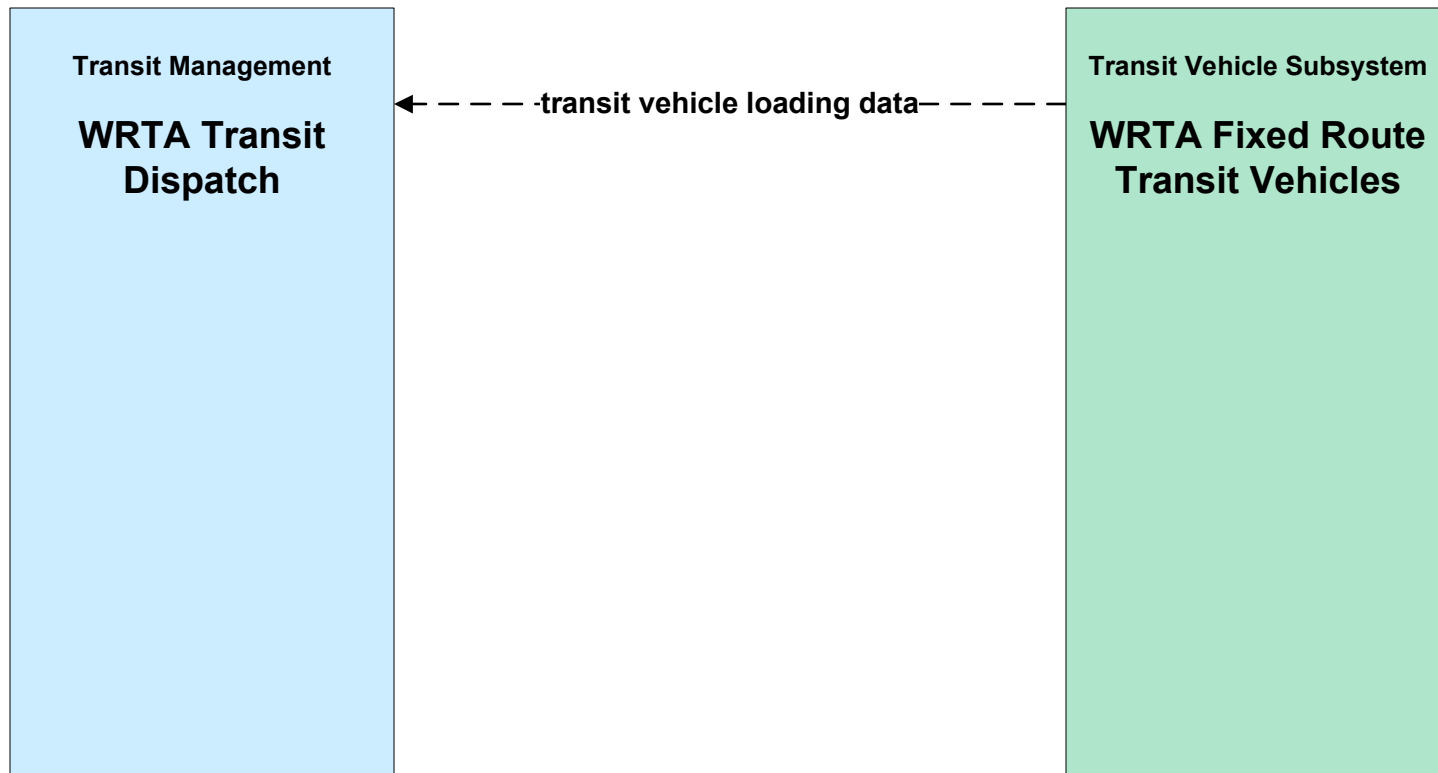 Transit Management
WRTA Transit
Dispatch
transit vehicle loading data
Transit Vehicle Subsystem
WRTA Fixed Route
Transit Vehicles